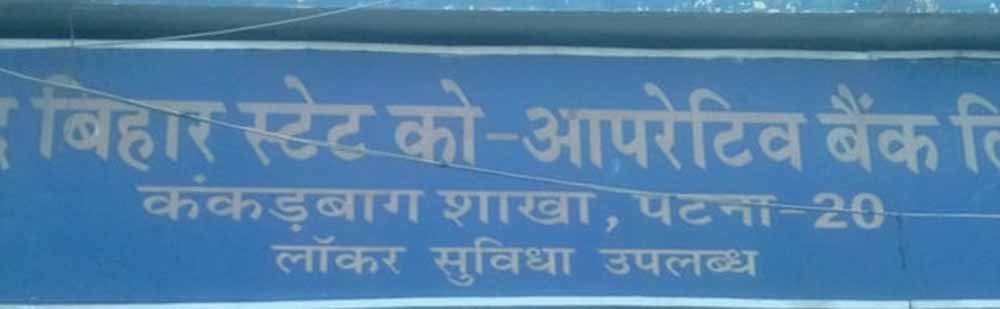 बिहार स्टेट को-आपरेटिव बैंक
कंकड़बाग शाखा, पटना-20
लॉकर सुविधा उपलब्ध